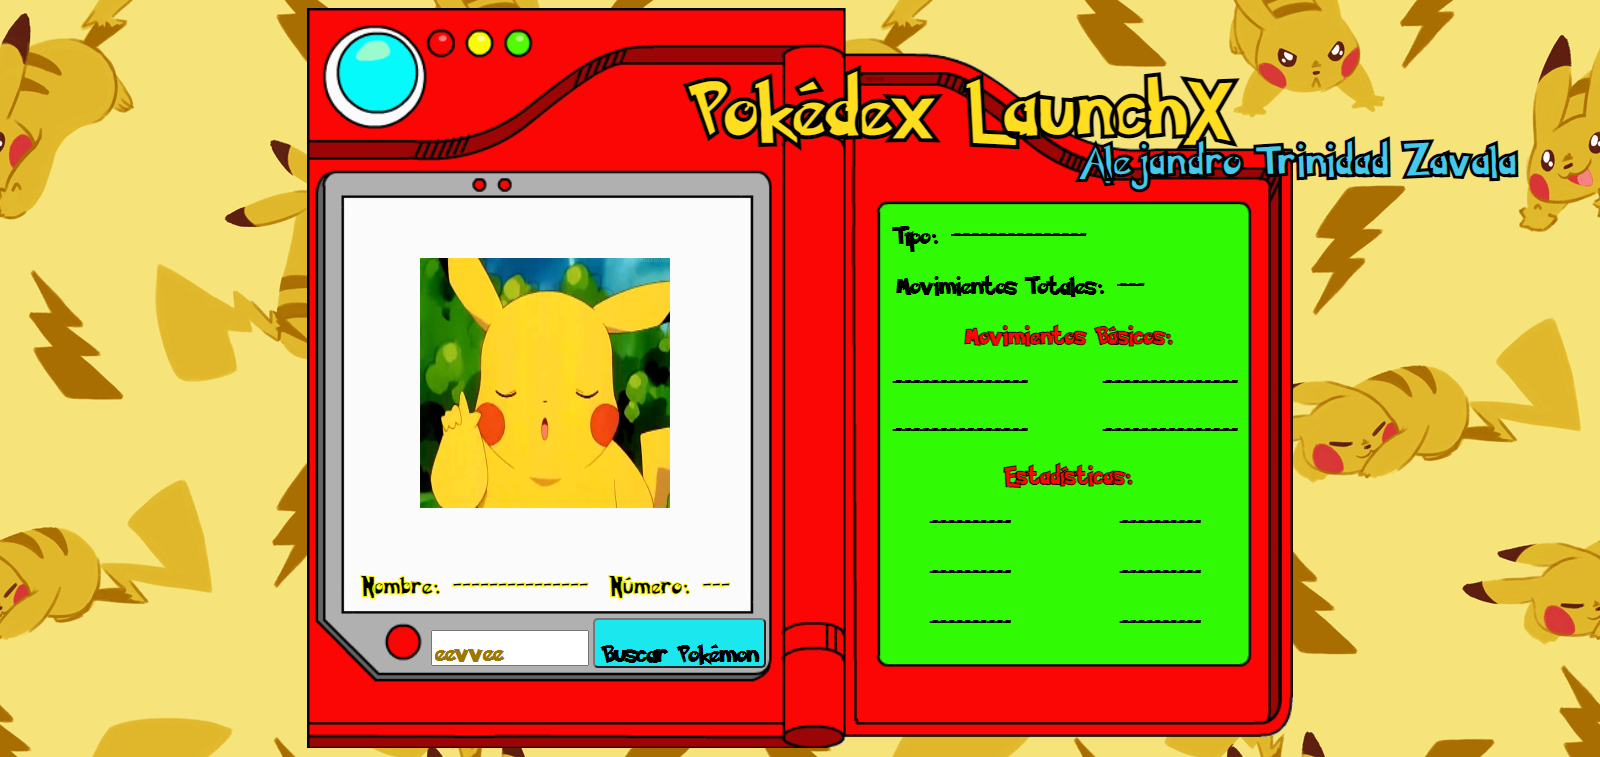 Pokédex LaunchX
Alejandro Trinidad Zavala
Tipo: ---------------
Movimientos Totales: ---
Movimientos Básicos:
--------------- ---------------
--------------- ---------------
Estadísticas:
--------- ---------
--------- ---------
--------- ---------
Nombre: --------------- Número: ---
eevvee
Buscar Pokémon